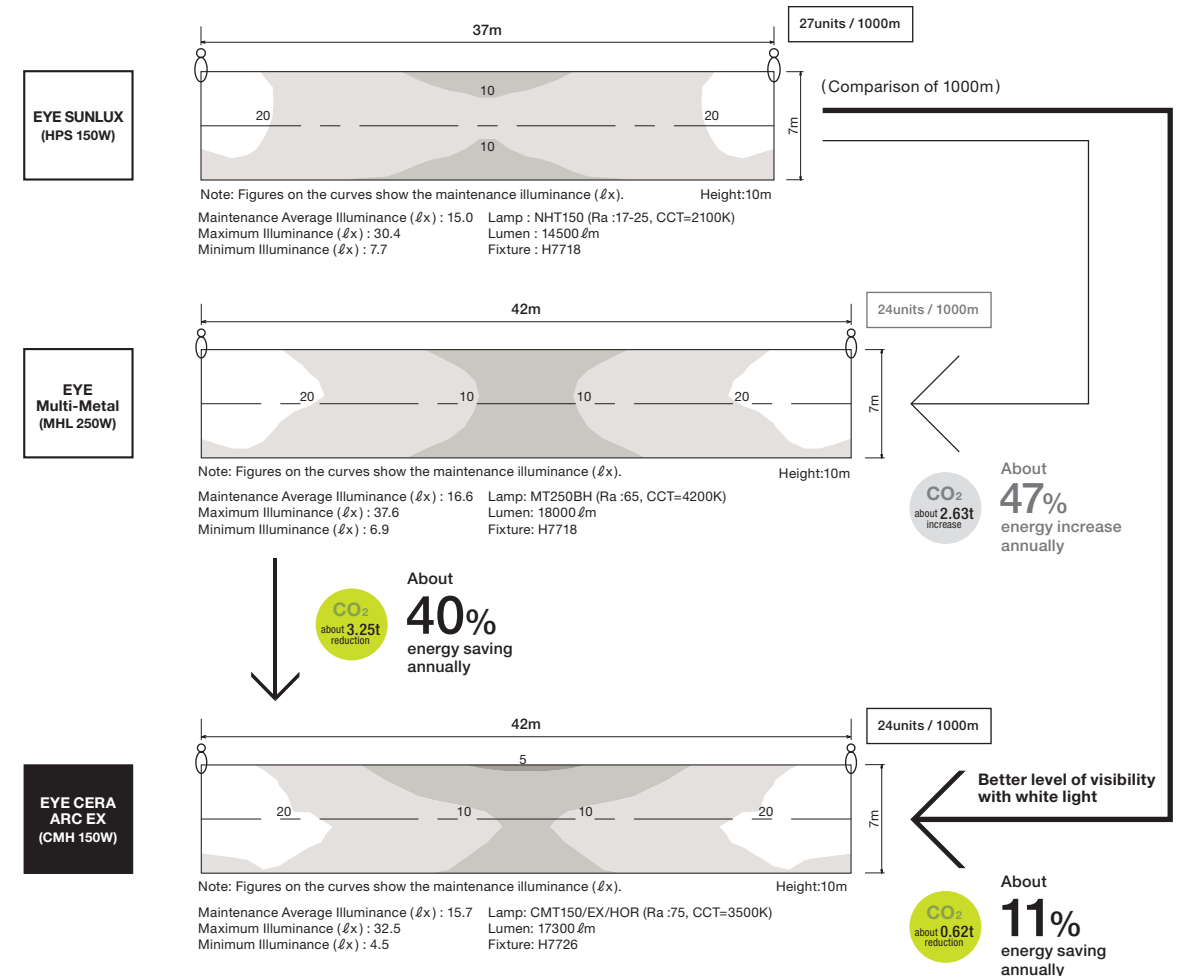 37m
27units / 1000m
EYE SUNLUX
(HPS 150W)
10
20
20
10
7m
(Comparison of 1000m)
Note: Figures on the curves show the maintenance illuminance (ℓx).
Height:10m
Maintenance Average Illuminance (ℓx) : 15.0
Maximum Illuminance (ℓx) : 30.4
Minimum Illuminance (ℓx) : 7.7
Lamp : NHT150 (Ra :17-25, CCT=2100K)
Lumen : 14500ℓm
Fixture : H7718
42m
24units / 1000m
EYE
Multi-Metal
(MHL 250W)
20
10
10
20
7m
Note: Figures on the curves show the maintenance illuminance (ℓx).
Height:10m
Maintenance Average Illuminance (ℓx) : 16.6
Maximum Illuminance (ℓx) : 37.6
Minimum Illuminance (ℓx) : 6.9
Lamp: MT250BH (Ra :65, CCT=4200K)
Lumen: 18000ℓm
Fixture: H7718
CO₂
about 2.63t
increase
About
47%
energy increase
annually
CO₂
about 3.25t
reduction
About
40%
energy saving
annually
42m
24units / 1000m
EYE CERA
ARC EX
(CMH 150W)
5
20
10
10
20
7m
Better level of visibility
with white light
Note: Figures on the curves show the maintenance illuminance (ℓx).
Height:10m
Maintenance Average Illuminance (ℓx) : 15.7
Maximum Illuminance (ℓx) : 32.5
Minimum Illuminance (ℓx) : 4.5
Lamp: CMT150/EX/HOR (Ra :75, CCT=3500K)
Lumen: 17300ℓm
Fixture: H7726
CO₂
about 0.62t
reduction
About
11%
energy saving
annually